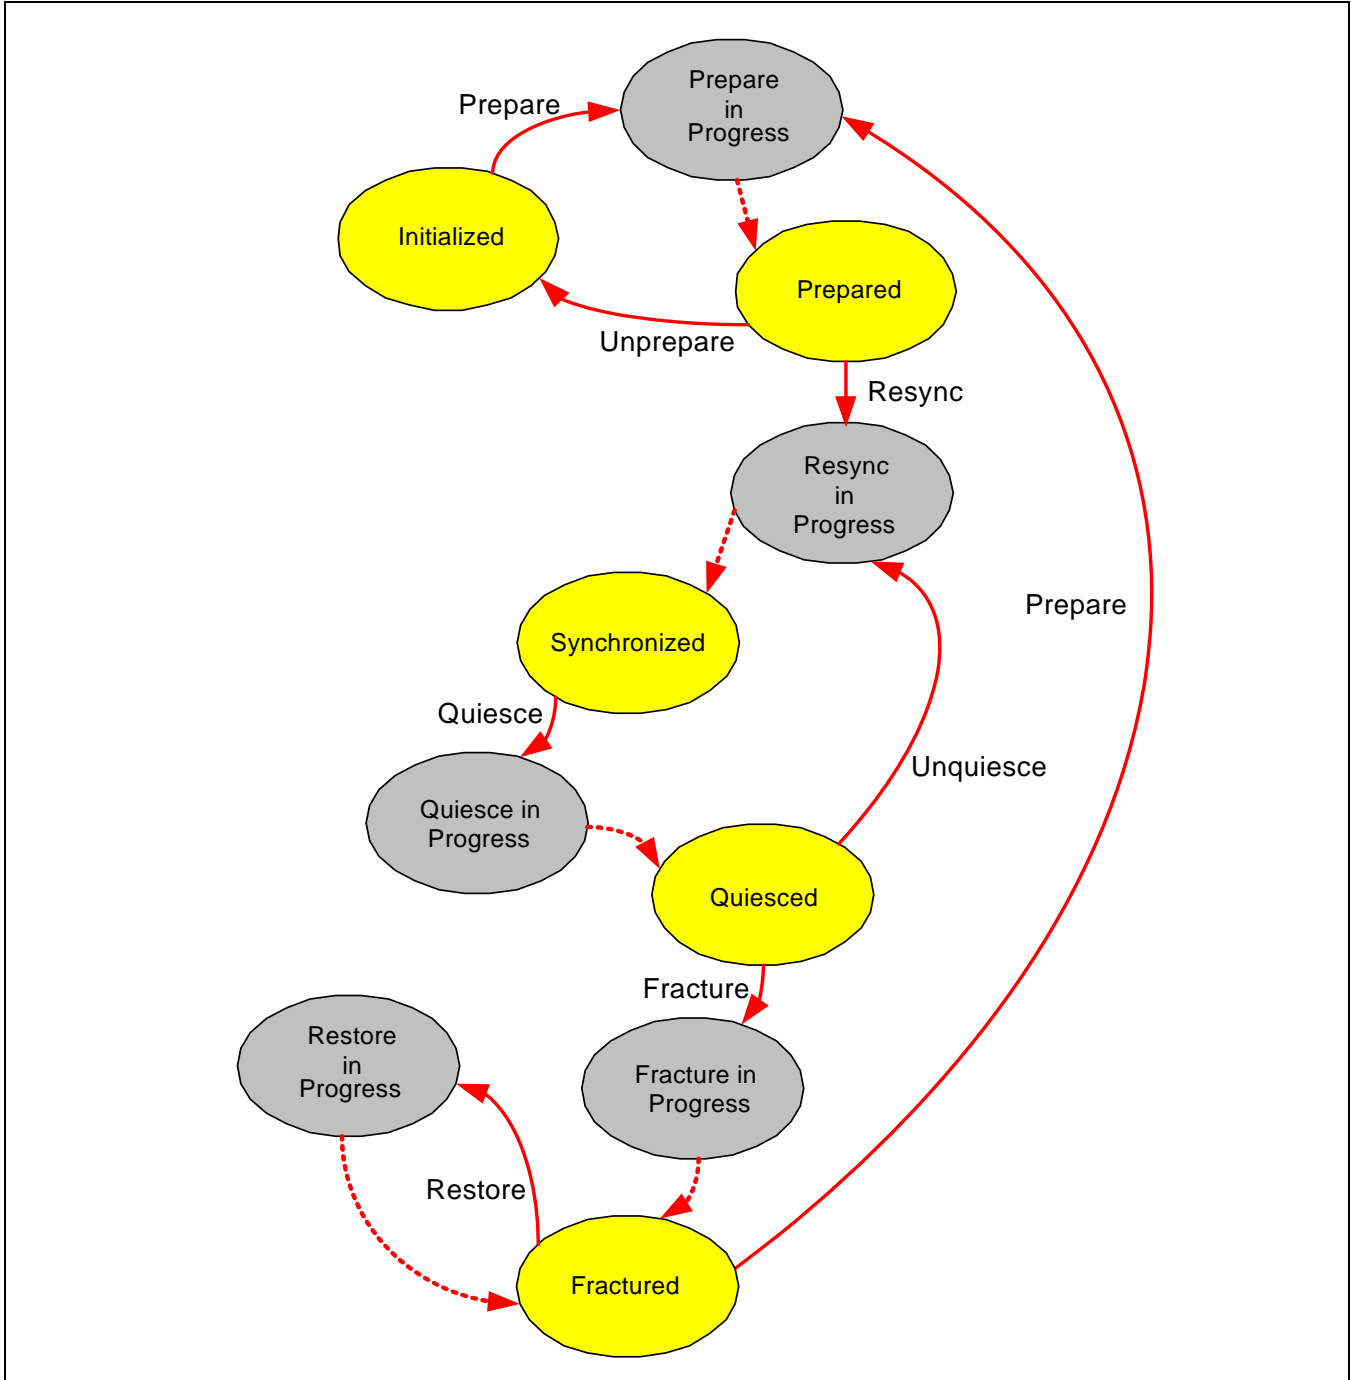 Prepare
in
Progress
Prepare
Initialized
Prepared
Unprepare
Resync
Resync
in
Progress
Prepare
Synchronized
Quiesce
Unquiesce
Quiesce in
Progress
Quiesced
Fracture
Restore
in
Progress
Fracture in
Progress
Restore
Fractured